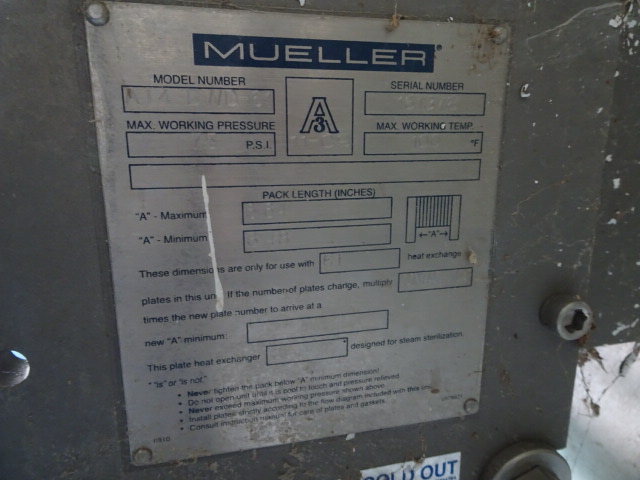 MUELLER®
MODEL NUMBER
SERIAL NUMBER
A
3
MAX. WORKING PRESSURE
MAX. WORKING TEMP.
P.S.I.
°F
PACK LENGTH (INCHES)
"A" - Maximum
"A" - Minimum
←"A"→
These dimensions are only for use with heat exchange
plates in this unit. If the number of plates change, multiply
times the new plate number to arrive at a
new "A" minimum:
This plate heat exchanger * designed for steam sterilization.
* "is" or "is not"
• Never tighten the pack below "A" minimum dimension!
• Do not open unit until it is cool to touch and pressure relieved.
• Never exceed maximum working pressure shown above.
• Install plates strictly according to the flow diagram included with this
• Consult instruction manual for care of plates and gaskets.
COLD OUT